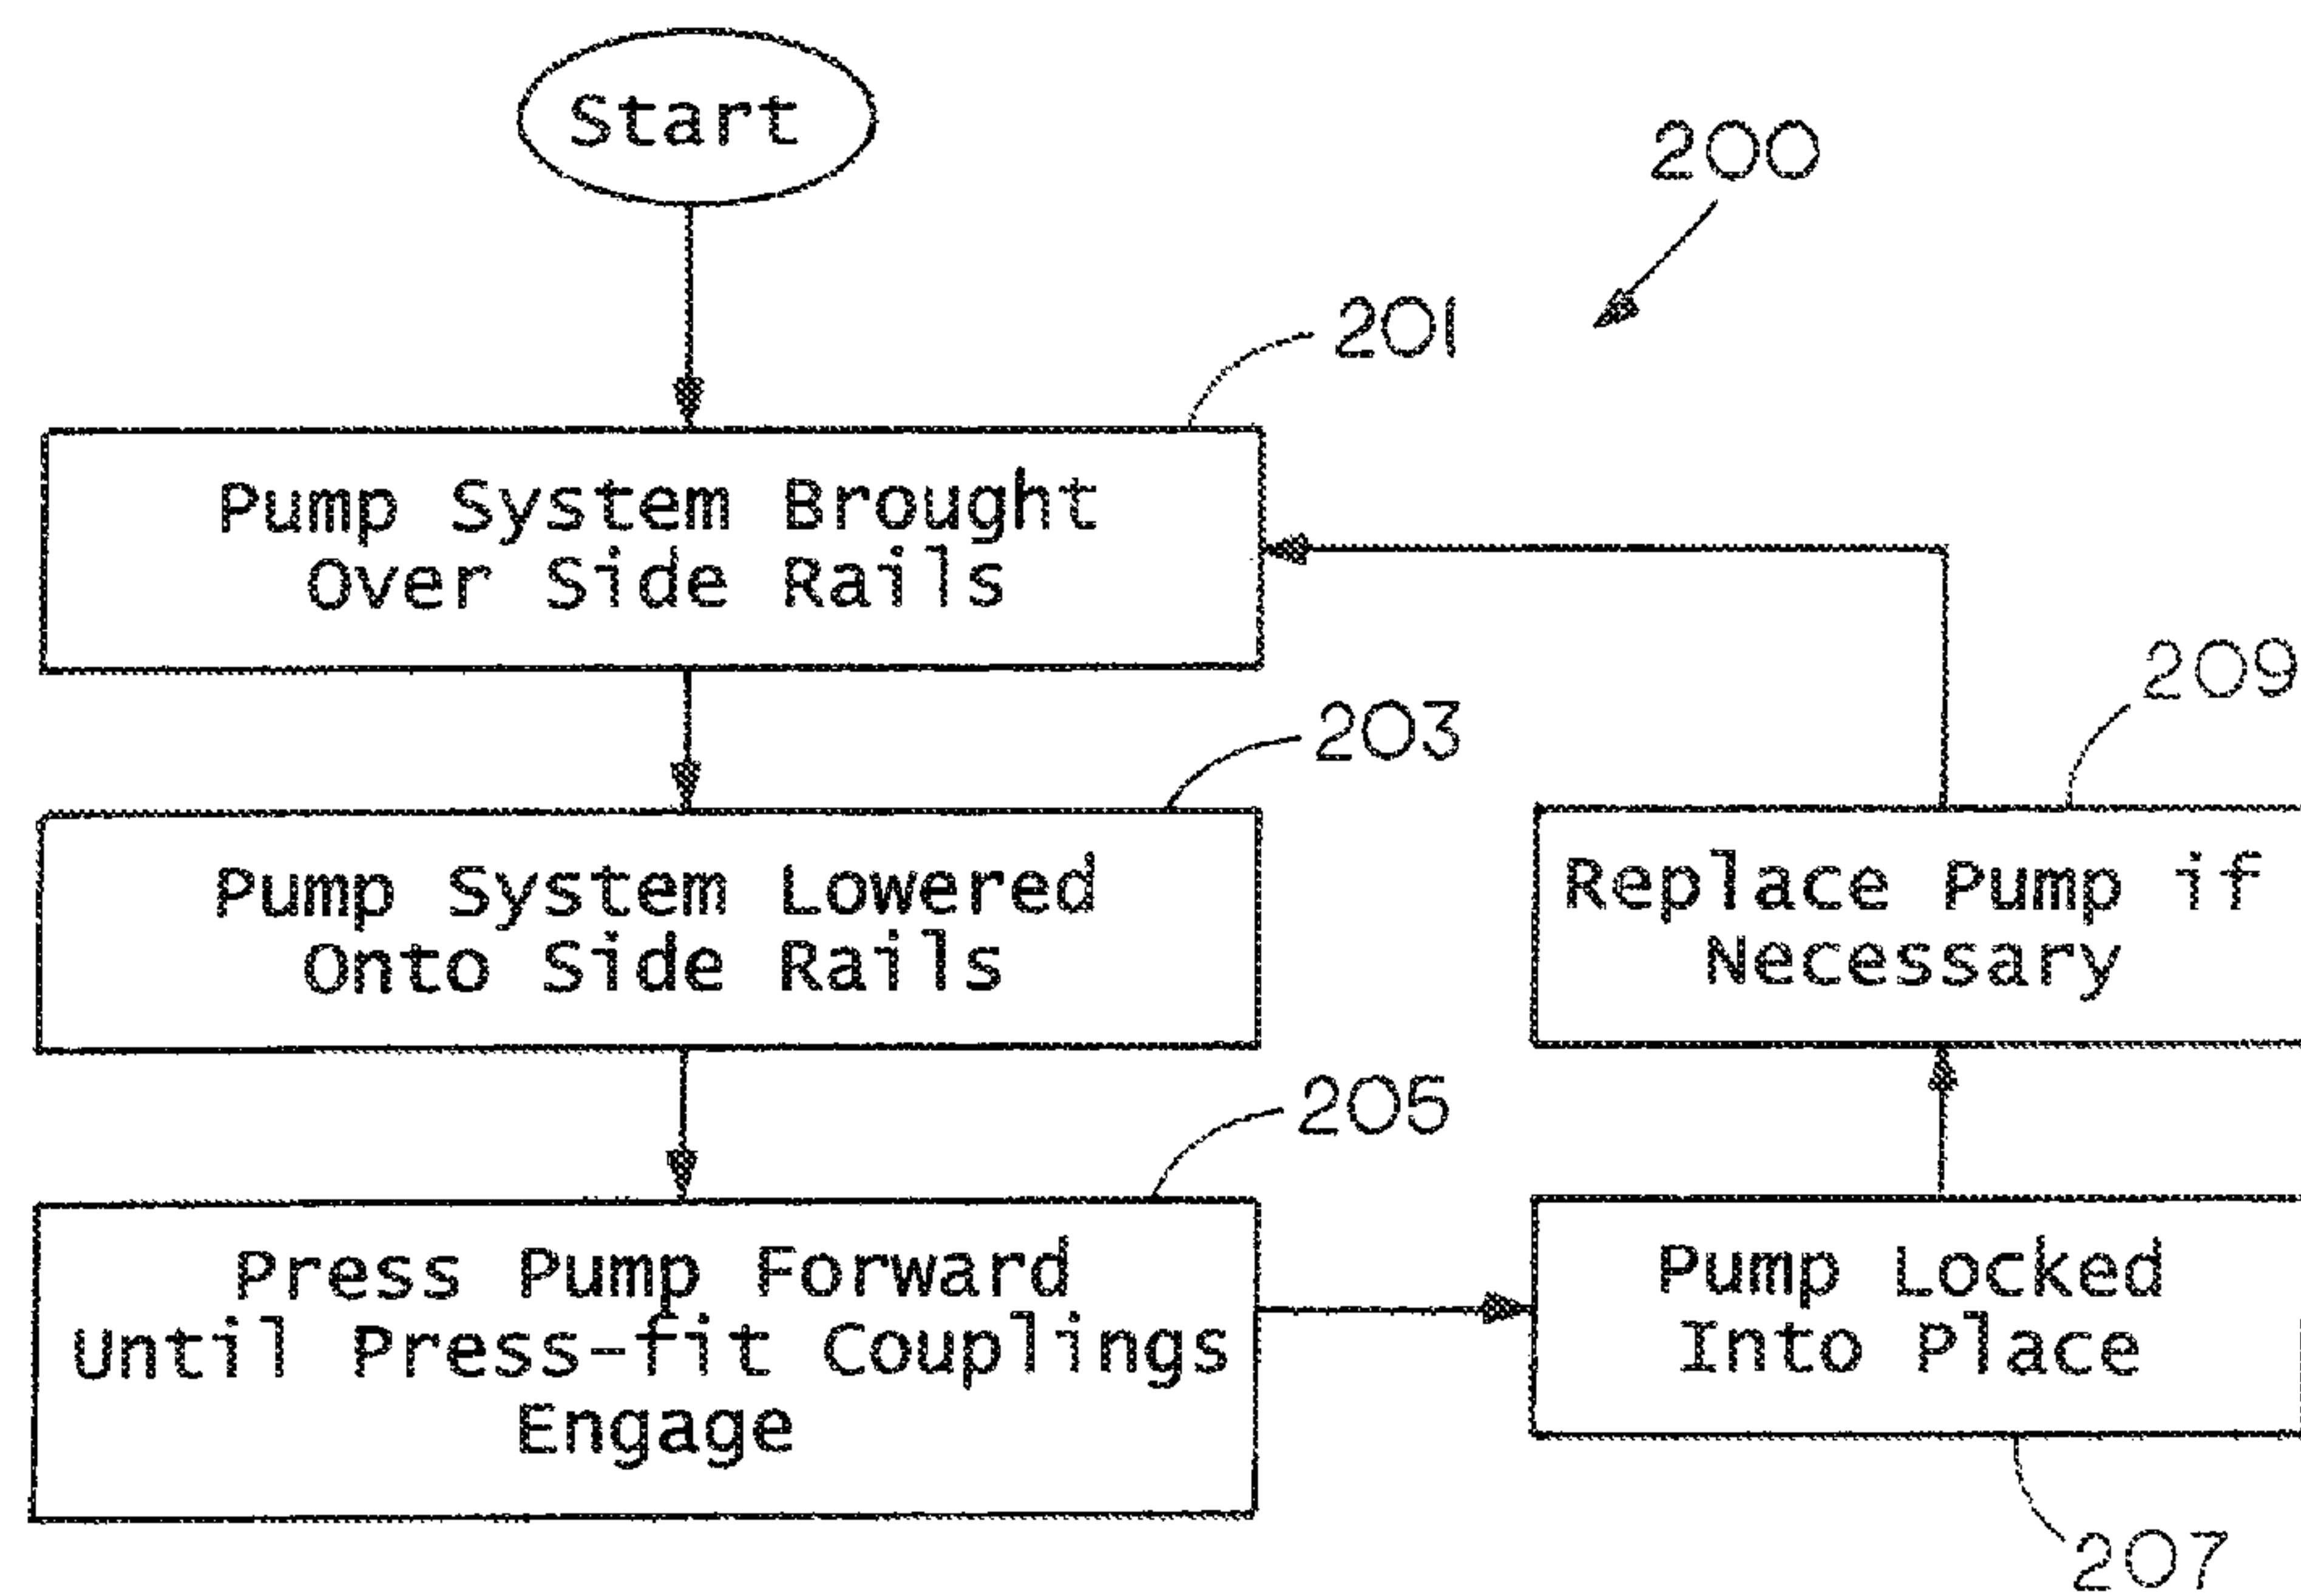 Start
200
201
Pump System Brought
Over Side Rails
203
Pump System Lowered
Onto Side Rails
205
Press Pump Forward
Until Press-fit Couplings
Engage
209
Replace Pump if
Necessary
Pump Locked
Into Place
207